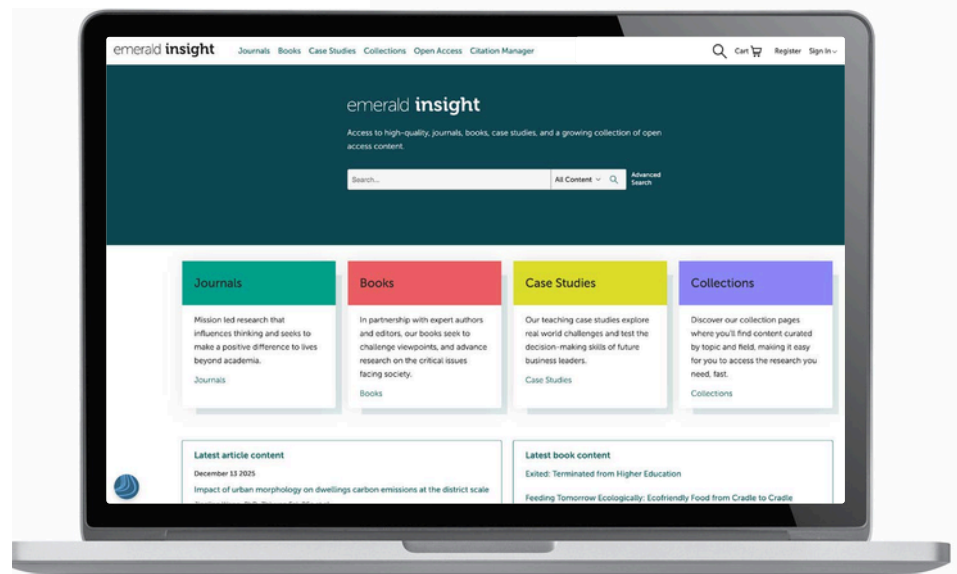 emerald insight Journals Books Case Studies Collections Open Access Citation Manager Cart Register Sign In
emerald insight
Access to high-quality, journals, books, case studies, and a growing collection of open
access content.
Search... All Content Advanced
Search
Journals
Mission led research that
influences thinking and seeks to
make a positive difference to lives
beyond academia.
Journals
Books
In partnership with expert authors
and editors, our books seek to
challenge viewpoints, and advance
research on the critical issues
facing society.
Books
Case Studies
Our teaching case studies explore
real world challenges and test the
decision-making skills of future
business leaders.
Case Studies
Collections
Discover our collection pages
where you'll find content curated
by topic and field, making it easy
for you to access the research you
need, fast.
Collections
Latest article content
December 13 2025
Impact of urban morphology on dwellings carbon emissions at the district scale
Latest book content
Exited: Terminated from Higher Education
Feeding Tomorrow Ecologically: Ecofriendly Food from Cradle to Cradle